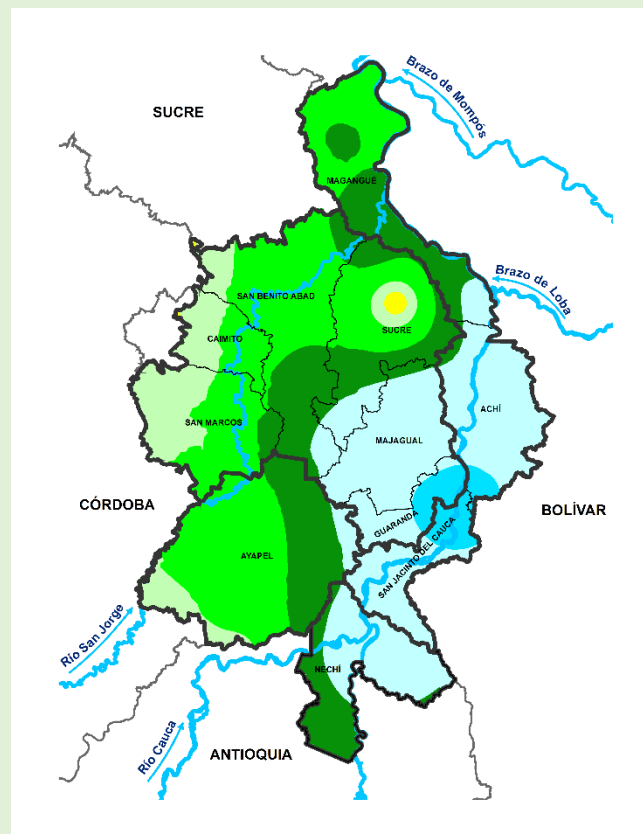 Brazo de Mompós
SUCRE
MAGANGUÉ
Brazo de Loba
SAN BENITO ABAD
SUCRE
CAIMITO
ACHÍ
SAN MARCOS
MAJAGUAL
CÓRDOBA
BOLÍVAR
GUARANDA
AYAPEL
SAN JACINTO DEL CAUCA
Río San Jorge
NECHÍ
Río Cauca
ANTIOQUIA